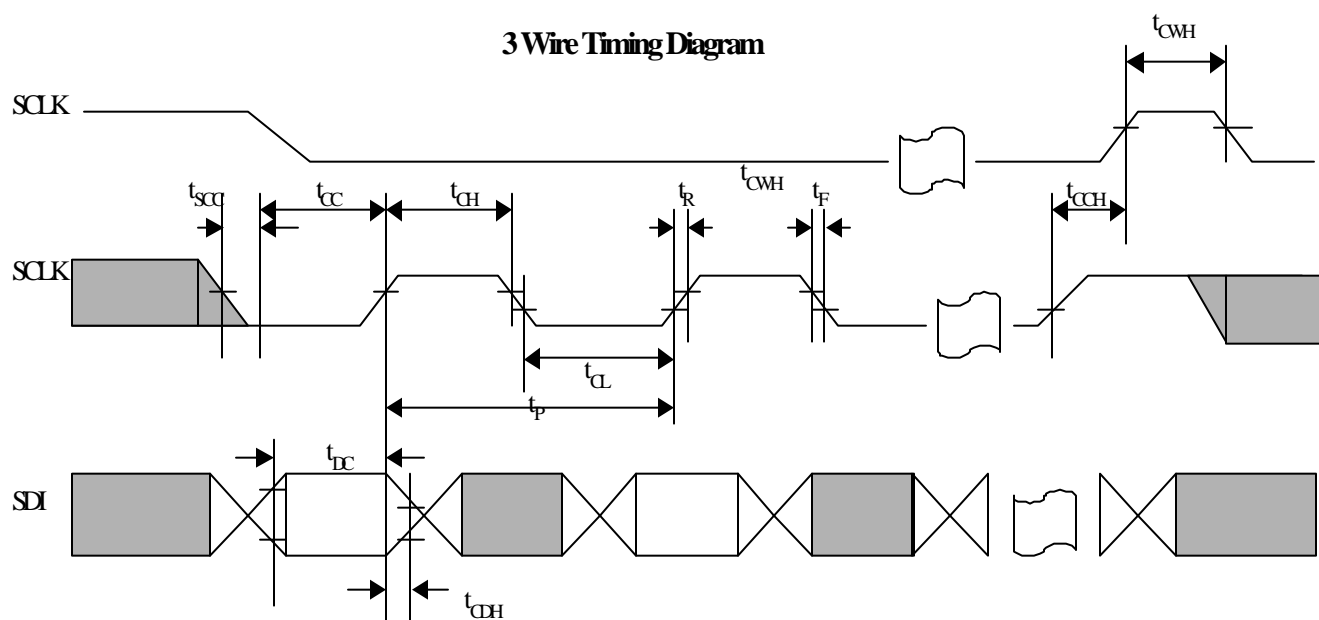 3 Wire Timing Diagram
tCWH
SCLK
tSCC
tCC
tCH
tCWH
tR
tF
tCCH
SCLK
tCL
tP
tDC
SDI
tCDH